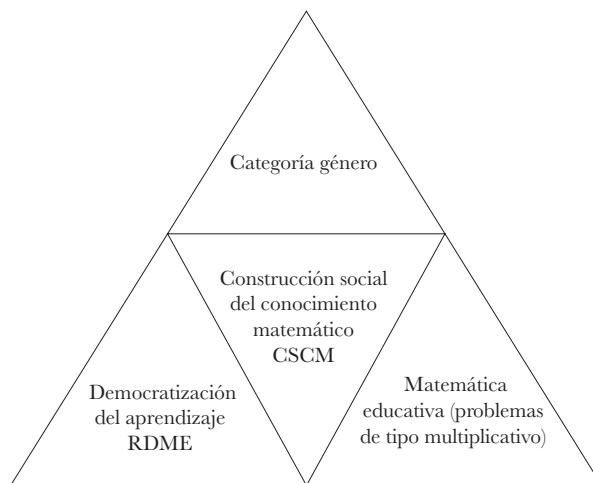 Categoría género
Construcción social
del conocimiento
matemático
CSCM
Democratización
del aprendizaje
RDME
Matemática
educativa (problemas
de tipo multiplicativo)